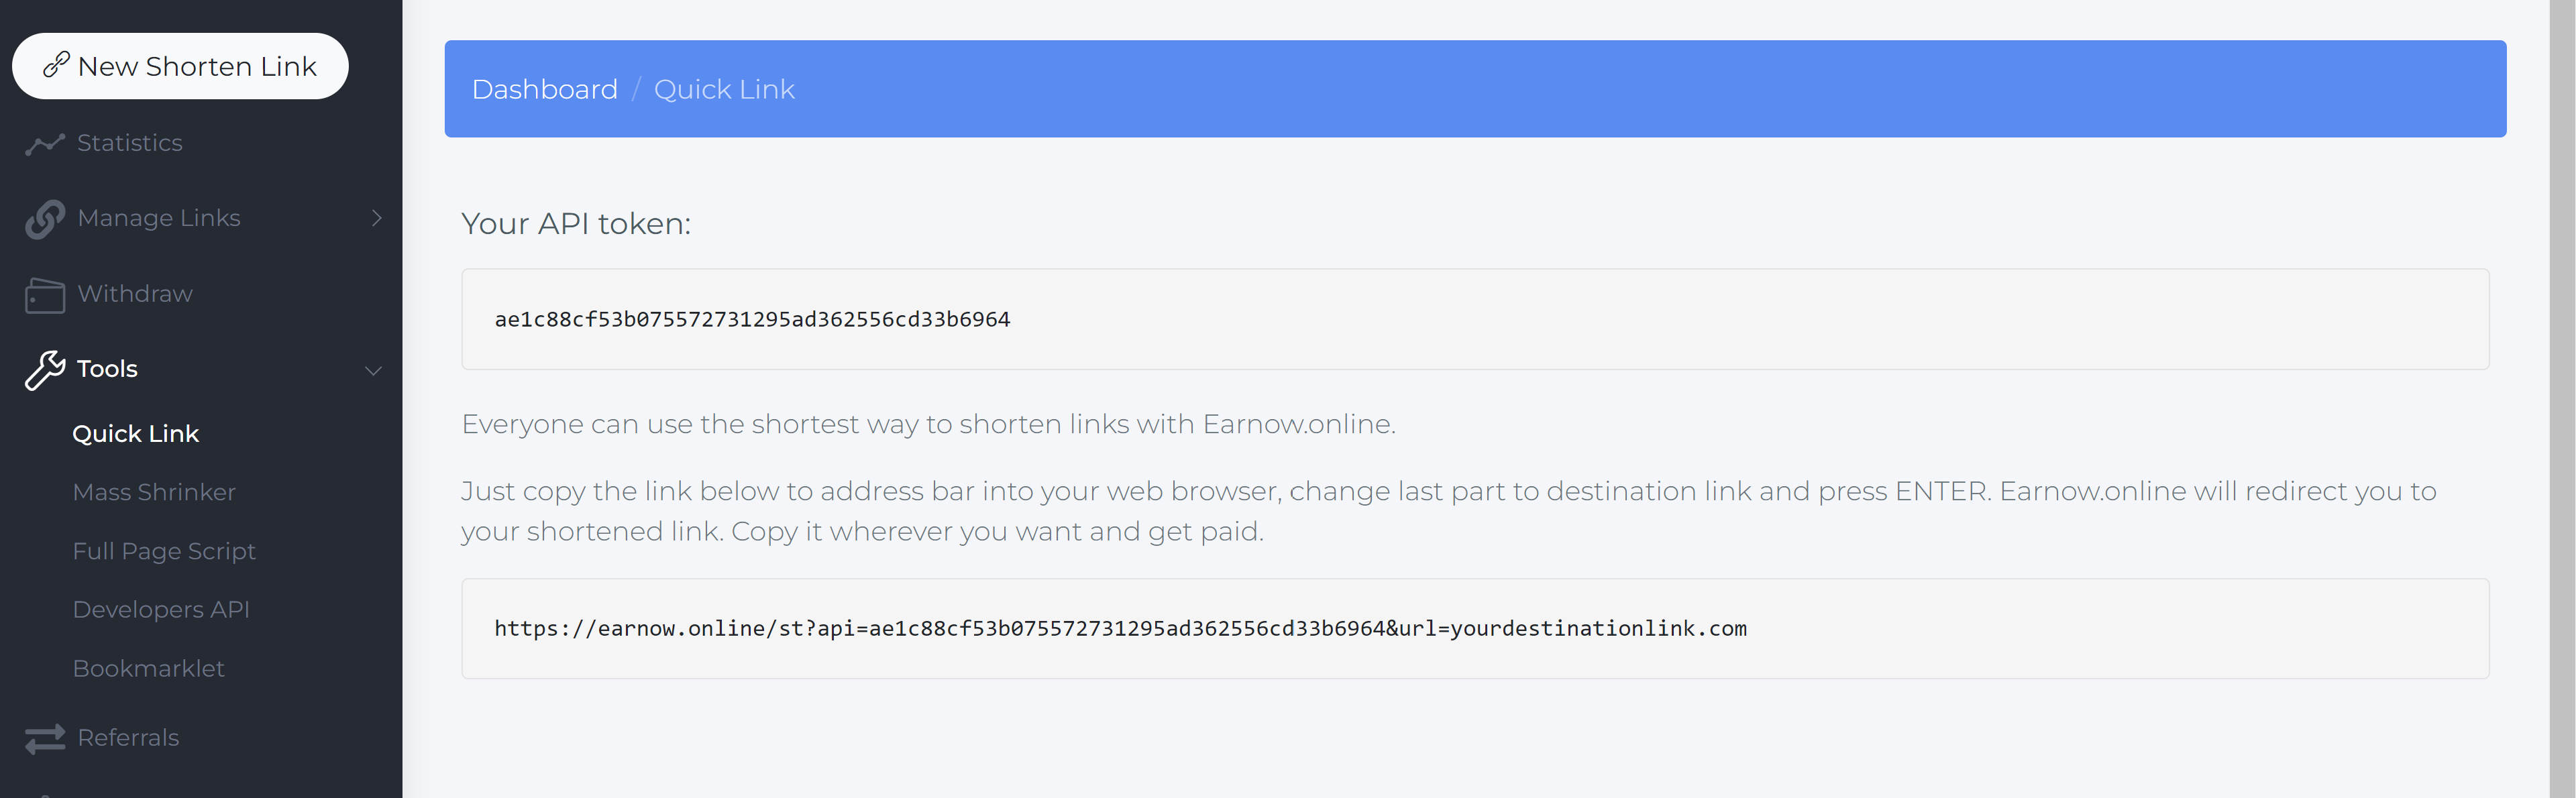 New Shorten Link
Statistics
Manage Links
Withdraw
Tools
Quick Link
Mass Shrinker
Full Page Script
Developers API
Bookmarklet
Referrals
Dashboard / Quick Link
Your API token:
ae1c88cf53b075572731295ad362556cd33b6964
Everyone can use the shortest way to shorten links with Earnow.online.
Just copy the link below to address bar into your web browser, change last part to destination link and press ENTER. Earnow.online will redirect you to
your shortened link. Copy it wherever you want and get paid.
https://earnow.online/st?api=ae1c88cf53b075572731295ad362556cd33b6964&url=yourdestinationlink.com